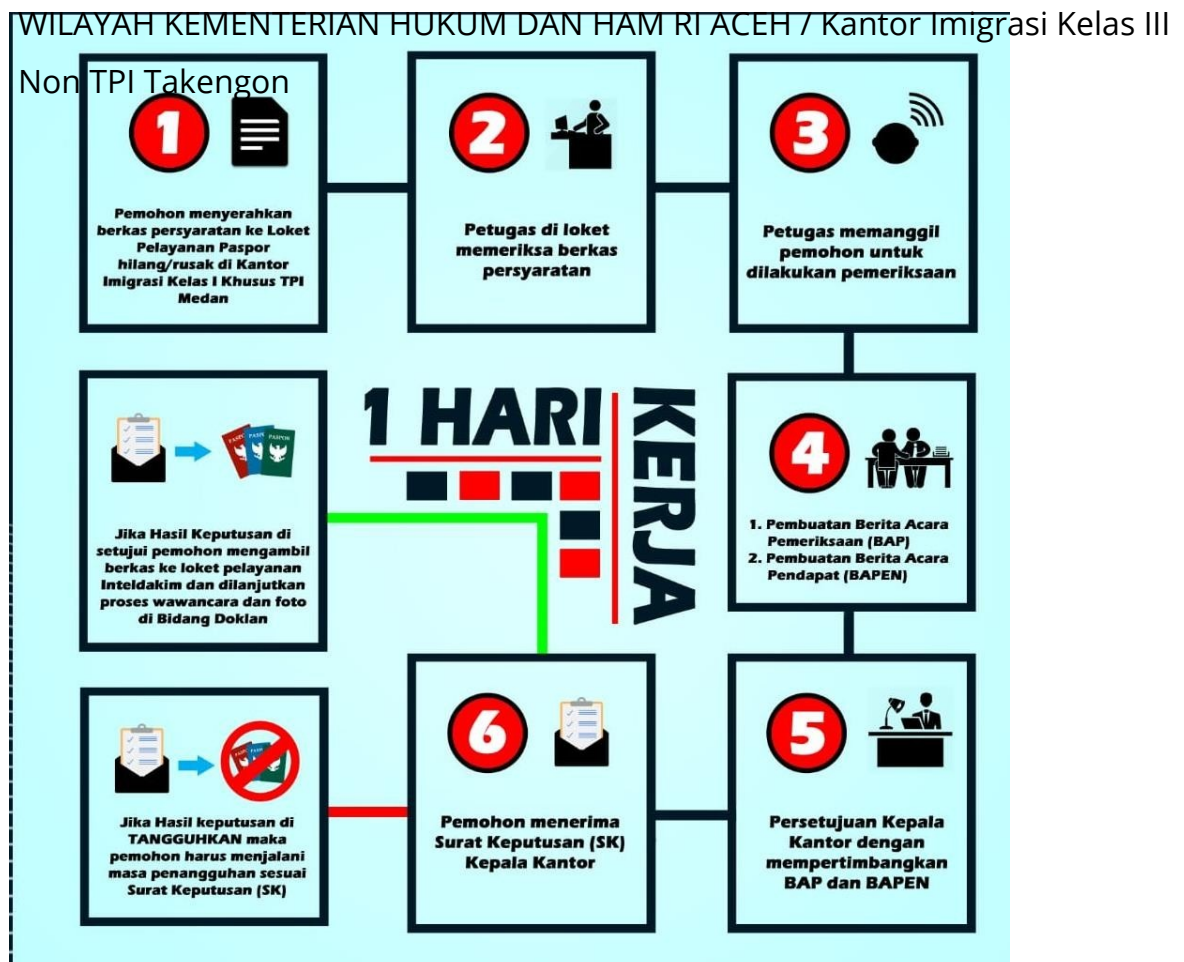 WILAYAH KEMENTERIAN HUKUM DAN HAM RI ACEH / Kantor Imigrasi Kelas III
Non TPI Takengon
1
Pemohon menyerahkan
berkas persyaratan ke Loket
Pelayanan Paspor
hilang/rusak di Kantor
Imigrasi Kelas I Khusus TPI
Medan
2
Petugas di loket
memeriksa berkas
persyaratan
3
Petugas memanggil
pemohon untuk
dilakukan pemeriksaan
4
1. Pembuatan Berita Acara
Pemeriksaan (BAP)
2. Pembuatan Berita Acara
Pendapat (BAPEN)
5
Persetujuan Kepala
Kantor dengan
mempertimbangkan
BAP dan BAPEN
6
Pemohon menerima
Surat Keputusan (SK)
Kepala Kantor
1 HARI
KERJA
PASPOR
Jika Hasil Keputusan di
setujui pemohon mengambil
berkas ke loket pelayanan
Inteldakim dan dilanjutkan
proses wawancara dan foto
di Bidang Doklan
Jika Hasil keputusan di
TANGGUHKAN maka
pemohon harus menjalani
masa penangguhan sesuai
Surat Keputusan (SK)